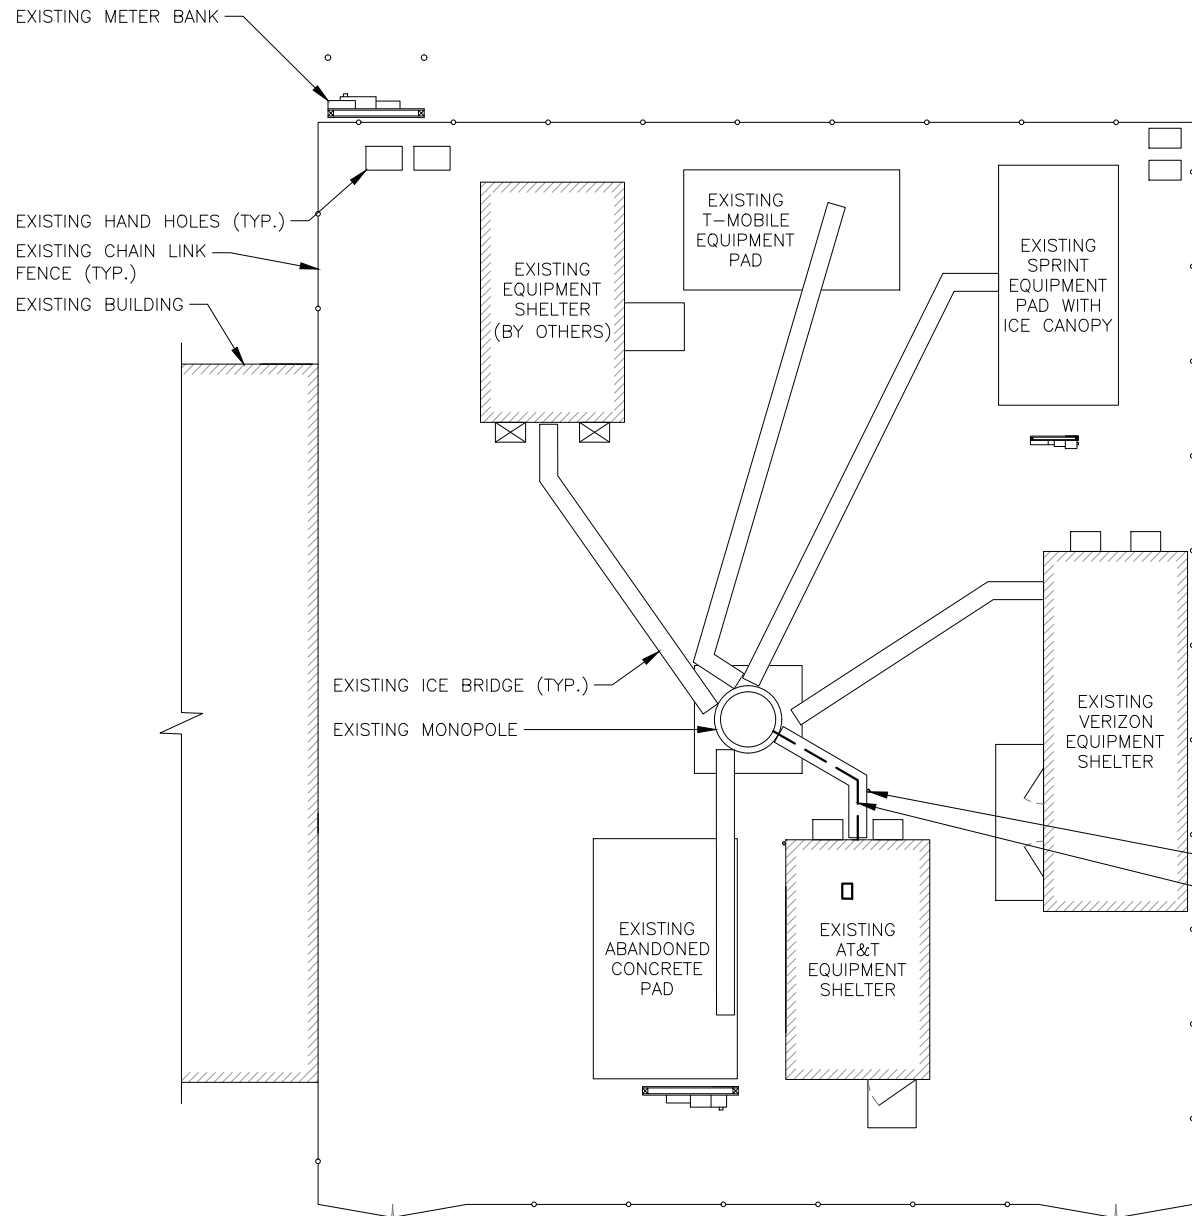 EXISTING METER BANK
EXISTING HAND HOLES (TYP.)
EXISTING CHAIN LINK
FENCE (TYP.)
EXISTING BUILDING
EXISTING
EQUIPMENT
SHELTER
(BY OTHERS)
EXISTING
T-MOBILE
EQUIPMENT
PAD
EXISTING
SPRINT
EQUIPMENT
PAD WITH
ICE CANOPY
EXISTING ICE BRIDGE (TYP.)
EXISTING MONOPOLE
EXISTING
VERIZON
EQUIPMENT
SHELTER
EXISTING
ABANDONED
CONCRETE
PAD
EXISTING
AT&T
EQUIPMENT
SHELTER